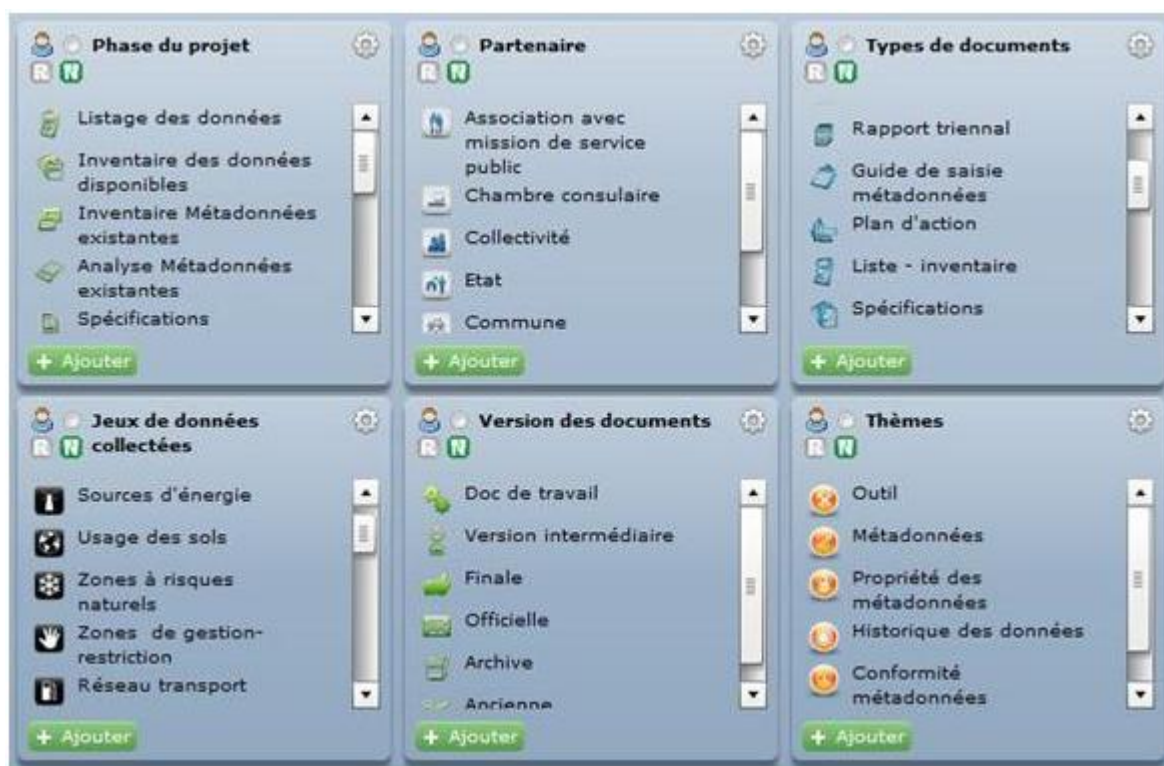 Phase du projet
R N
Listage des données
Inventaire des données
disponibles
Inventaire Métadonnées
existantes
Analyse Métadonnées
existantes
Spécifications
+ Ajouter
Partenaire
R N
Association avec
mission de service
public
Chambre consulaire
Collectivité
Etat
Commune
+ Ajouter
Types de documents
R N
Rapport triennal
Guide de saisie
métadonnées
Plan d'action
Liste - inventaire
Spécifications
+ Ajouter
Jeux de données
R N collectées
Sources d'énergie
Usage des sols
Zones à risques
naturels
Zones de gestion-
restriction
Réseau transport
+ Ajouter
Version des documents
R N
Doc de travail
Version intermédiaire
Finale
Officielle
Archive
Ancienne
+ Ajouter
Thèmes
R N
Outil
Métadonnées
Propriété des
métadonnées
Historique des données
Conformité
métadonnées
+ Ajouter